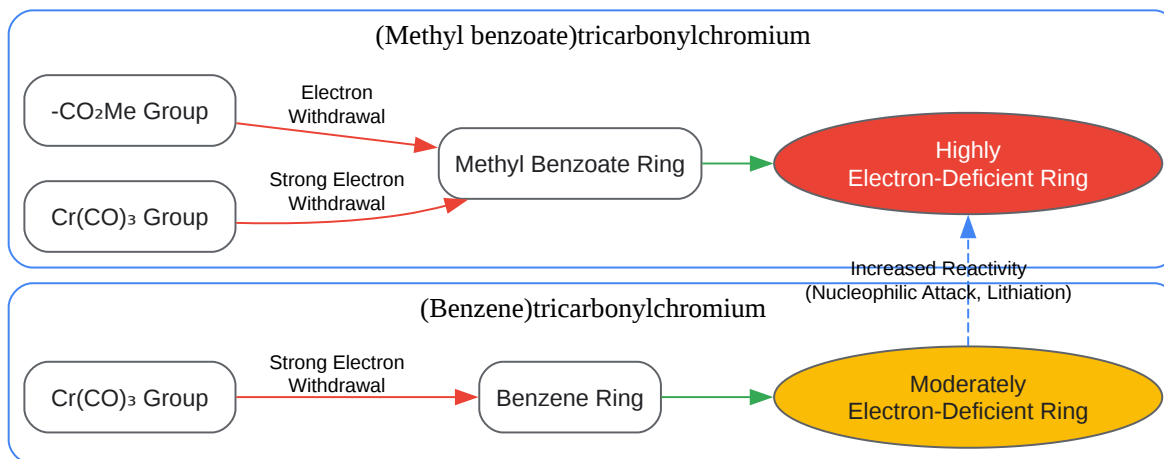 (Methyl benzoate)tricarbonylchromium
-CO₂Me Group
Electron
Withdrawal
Methyl Benzoate Ring
Highly
Electron-Deficient Ring
Strong Electron
Withdrawal
Cr(CO)₃ Group
Increased Reactivity
(Nucleophilic Attack, Lithiation)
(Benzene)tricarbonylchromium
Cr(CO)₃ Group
Strong Electron
Withdrawal
Benzene Ring
Moderately
Electron-Deficient Ring